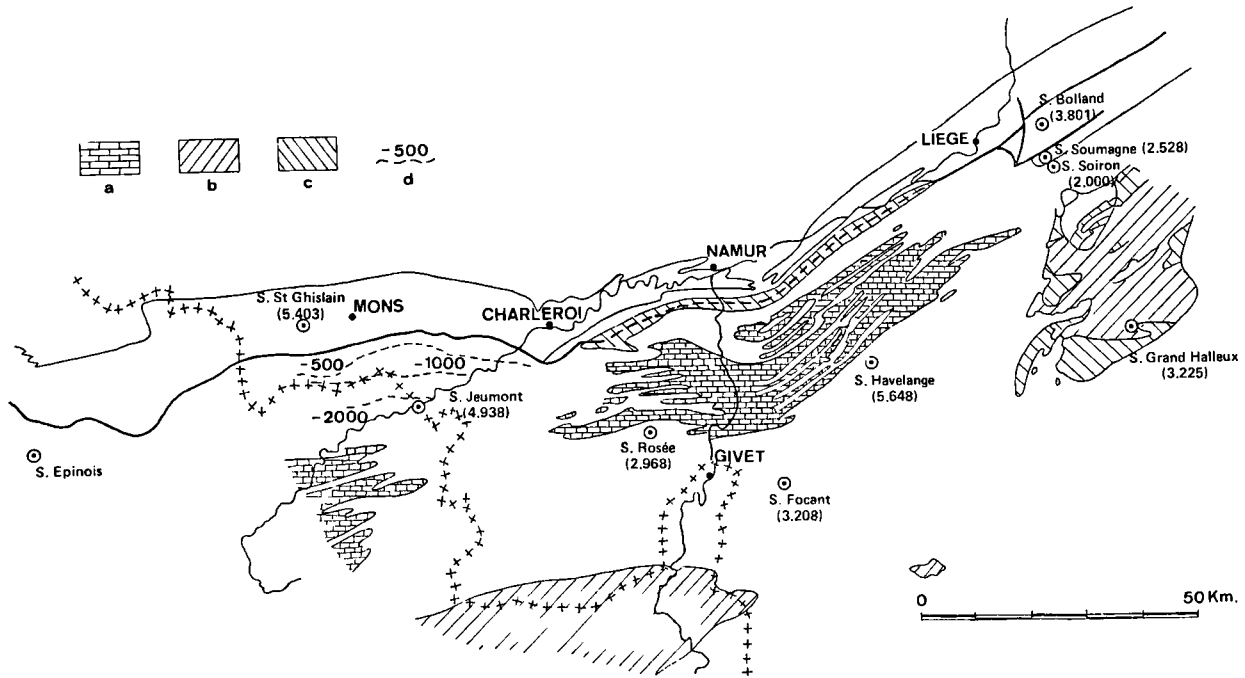 S. Bolland
(3.801)
LIEGE
S. Soumagne (2.528)
S. Soiron
(2.000)
-500
a
b
c
d
NAMUR
S. St Ghislain
(5.403)
MONS
CHARLEROI
-500
-1000
S. Grand Halleux
(3.225)
S. Havelange
(5.648)
S. Jeumont
(4.938)
-2000
S. Rosée
(2.968)
GIVET
S. Epinois
S. Focant
(3.208)
0
50 Km.